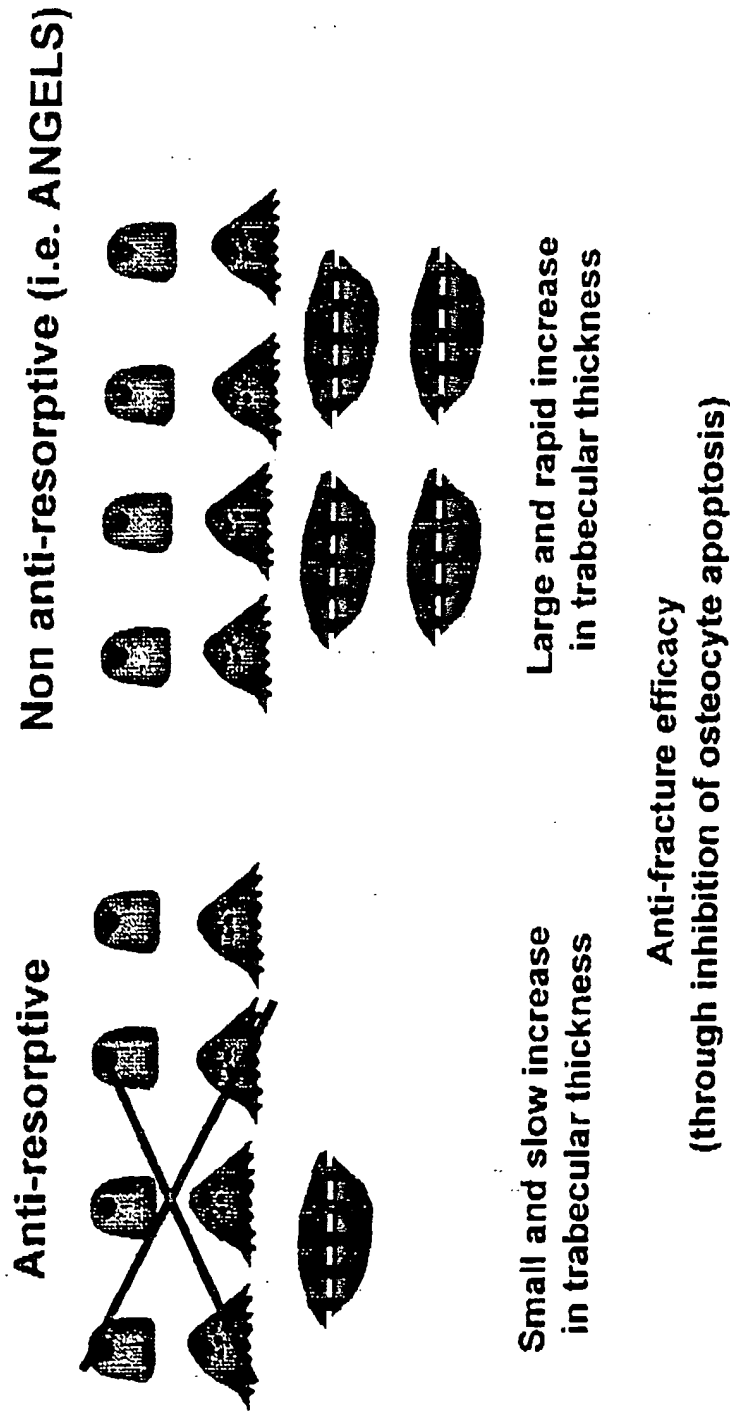 Anti-resorptive
Non anti-resorptive (i.e. ANGELS)
Small and slow increase
in trabecular thickness
Large and rapid increase
in trabecular thickness
Anti-fracture efficacy
(through inhibition of osteocyte apoptosis)